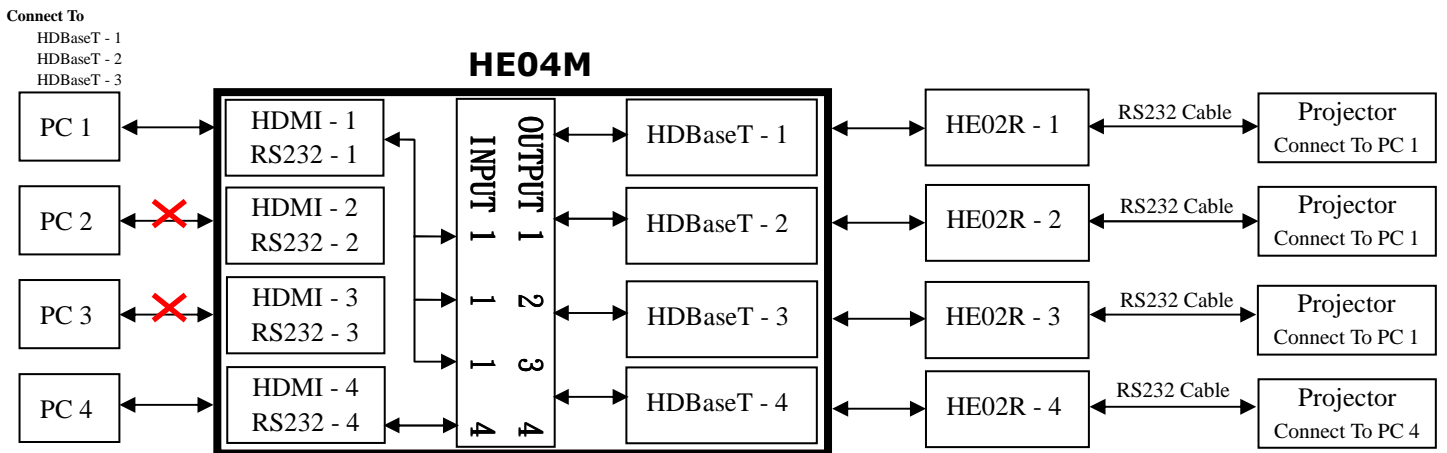 Connect To
HDBaseT - 1
HDBaseT - 2
HDBaseT - 3
HE04M
PC 1
HDMI - 1
RS232 - 1
PC 2
HDMI - 2
RS232 - 2
PC 3
HDMI - 3
RS232 - 3
PC 4
HDMI - 4
RS232 - 4
OUTPUT 1 2 3 4
INPUT 1 1 1 4
HDBaseT - 1
HDBaseT - 2
HDBaseT - 3
HDBaseT - 4
HE02R - 1
RS232 Cable
Projector
Connect To PC 1
HE02R - 2
RS232 Cable
Projector
Connect To PC 1
HE02R - 3
RS232 Cable
Projector
Connect To PC 1
HE02R - 4
RS232 Cable
Projector
Connect To PC 4